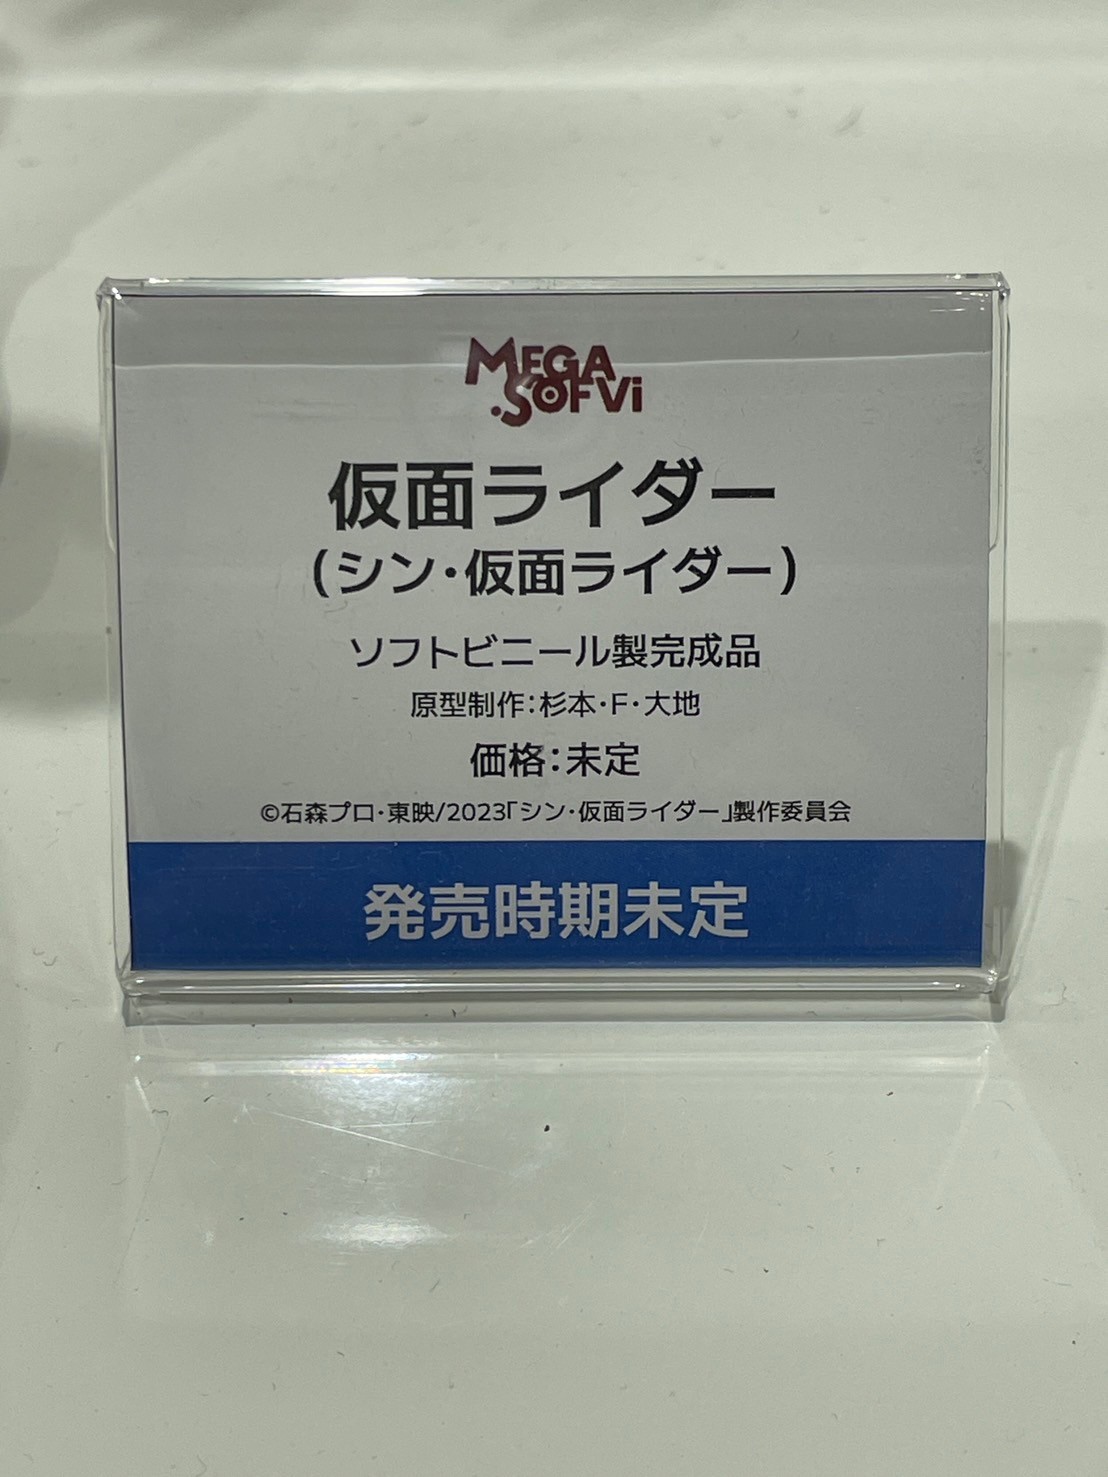 MEGA
SOFVi
仮面ライダー
(シン・仮面ライダー)
ソフトビニール製完成品
原型制作:杉本・F・大地
価格:未定
©石森プロ・東映/2023「シン・仮面ライダー」製作委員会
発売時期未定